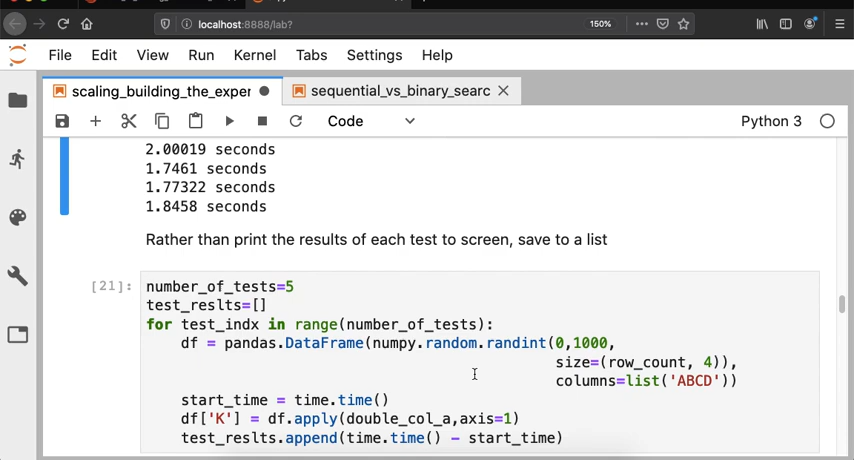 localhost:8888/lab?
150%
File Edit View Run Kernel Tabs Settings Help
scaling_building_the_exper
sequential_vs_binary_searc
Code
Python 3
2.00019 seconds
1.7461 seconds
1.77322 seconds
1.8458 seconds
Rather than print the results of each test to screen, save to a list
[21]:
number_of_tests=5
test_reslts=[]
for test_indx in range(number_of_tests):
df = pandas.DataFrame(numpy.random.randint(0,1000,
size=(row_count, 4)),
columns=list('ABCD'))
start_time = time.time()
df['K'] = df.apply(double_col_a,axis=1)
test_reslts.append(time.time() - start_time)